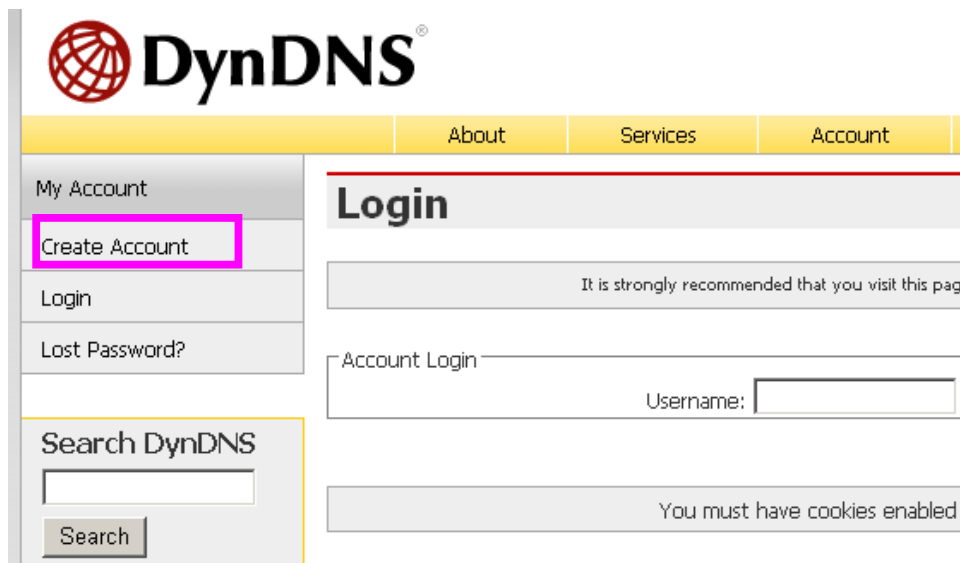 DynDNS®
About Services Account
My Account
Create Account
Login
Lost Password?
Search DynDNS
Search
Login
It is strongly recommended that you visit this
Account Login
Username:
You must have cookies enabled